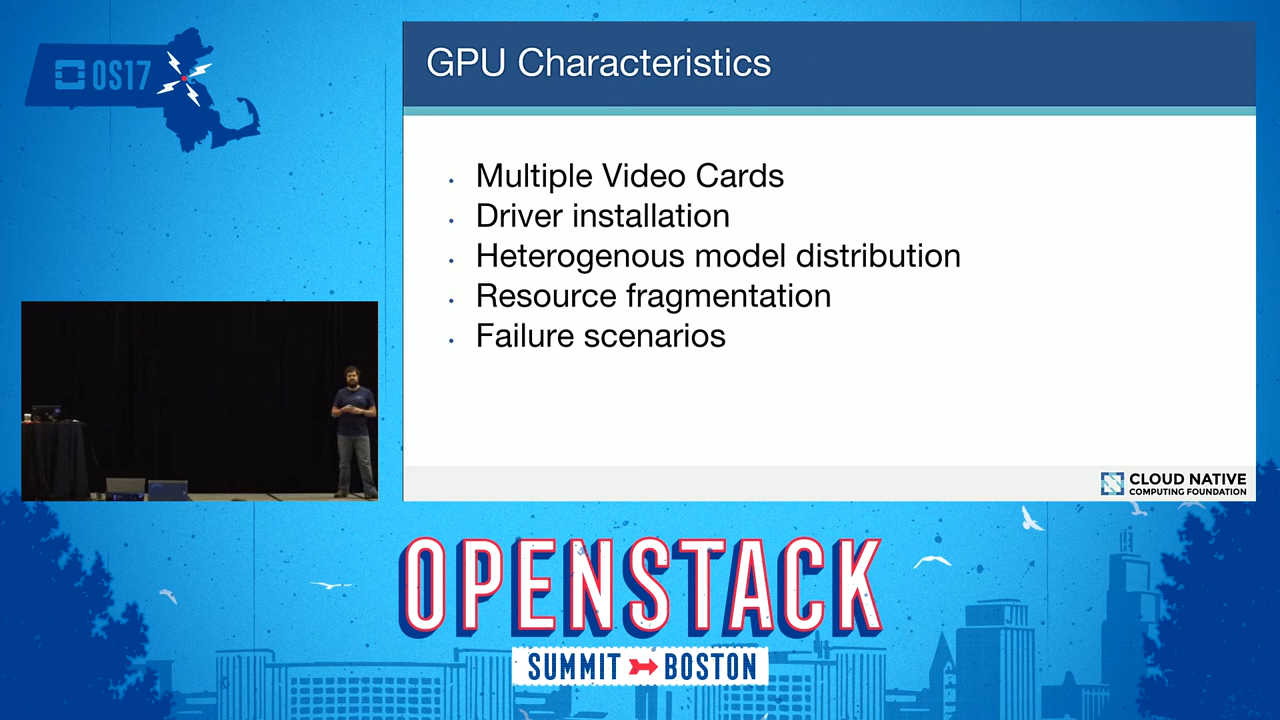 OS17
GPU Characteristics
• Multiple Video Cards
• Driver installation
• Heterogenous model distribution
• Resource fragmentation
• Failure scenarios
CLOUD NATIVE
COMPUTING FOUNDATION
OPENSTACK
SUMMIT BOSTON